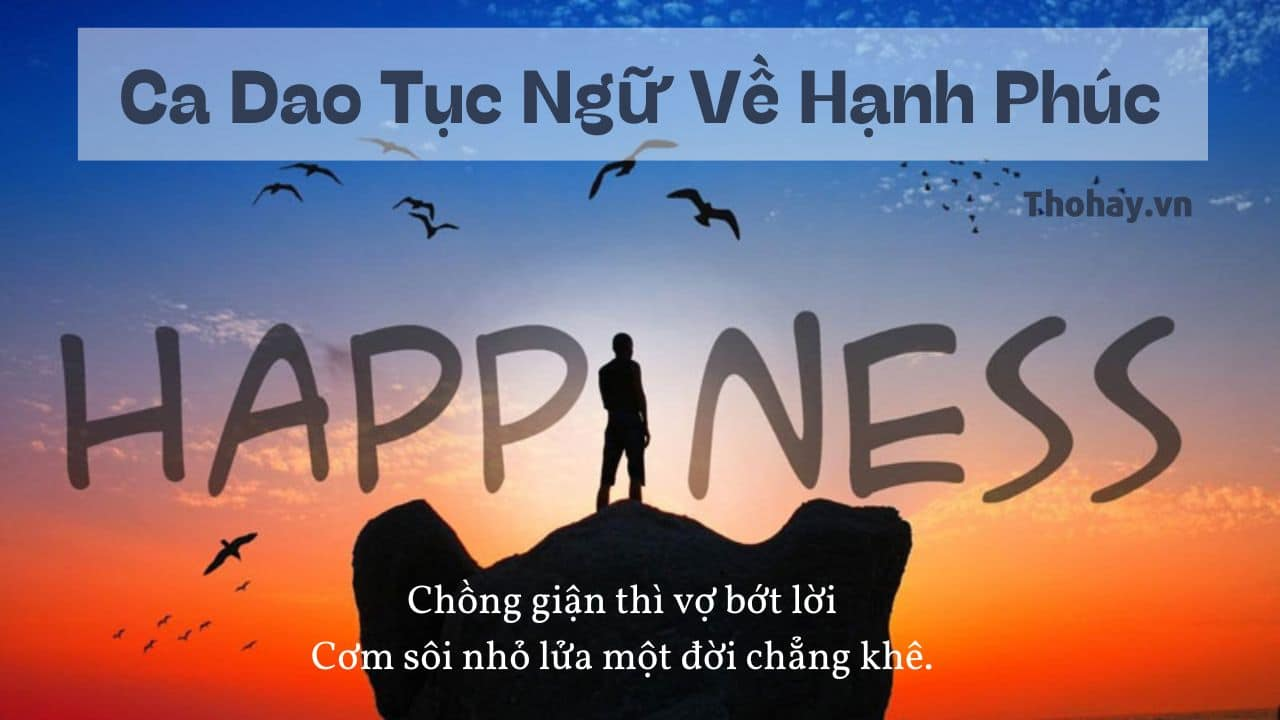 Ca Dao Tục Ngữ Về Hạnh Phúc
Thohay.vn
HAPPINESS
Chồng giận thì vợ bớt lời
Cơm sôi nhỏ lửa một đời chẳng khê.